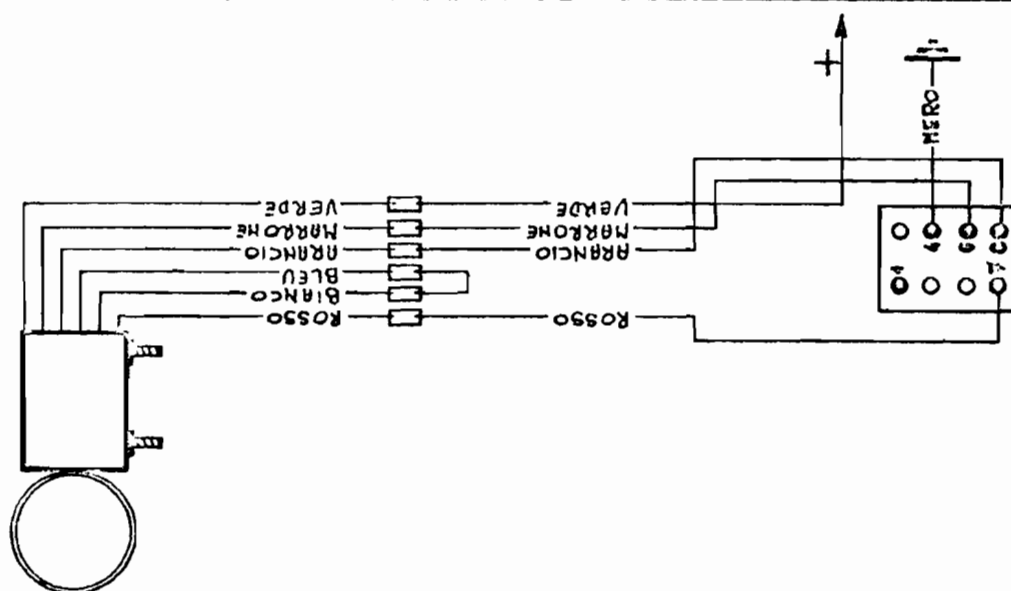 +
NERO
VERDE VERDE
MARRONE MARRONE
ARANCIO ARANCIO
BLEU
BIANCO
ROSSO ROSSO